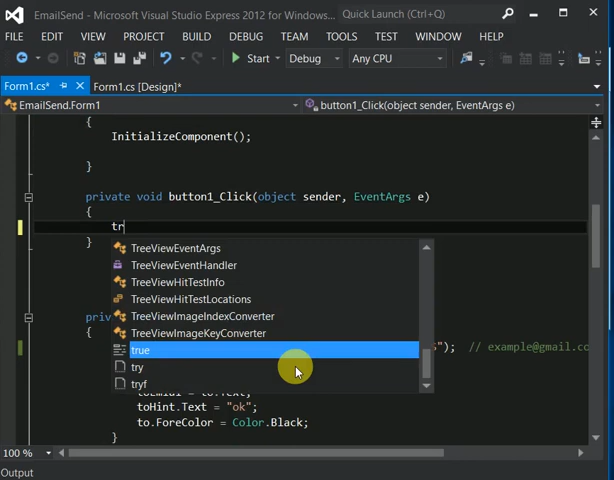 EmailSend - Microsoft Visual Studio Express 2012 for Windows...
Quick Launch (Ctrl+Q)
FILE EDIT VIEW PROJECT BUILD DEBUG TEAM TOOLS TEST WINDOW HELP
Start Debug Any CPU
Form1.cs* Form1.cs [Design]*
EmailSend.Form1 button1_Click(object sender, EventArgs e)
{
InitializeComponent();
}
private void button1_Click(object sender, EventArgs e)
{
tr
}
TreeViewEventArgs
TreeViewEventHandler
TreeViewHitTestInfo
TreeViewHitTestLocations
TreeViewImageIndexConverter
priv
TreeViewImageKeyConverter
{
true
"); // example@gmail.co
try
tryf
toHint.Text = "ok";
to.ForeColor = Color.Black;
}
100 %
Output